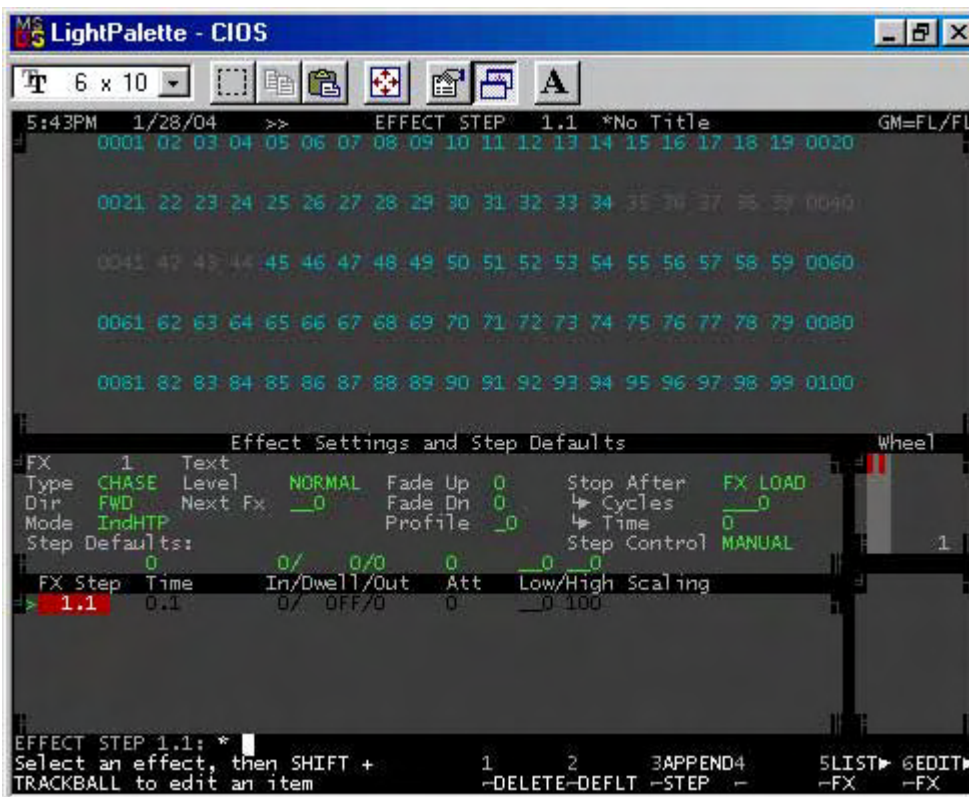 LightPalette - CIOS
6 x 10
5:43PM 1/28/04 >> EFFECT STEP 1.1 *No Title GM=FL/FL
0001 02 03 04 05 06 07 08 09 10 11 12 13 14 15 16 17 18 19 0020
0021 22 23 24 25 26 27 28 29 30 31 32 33 34 35 36 37 38 39 0040
0041 42 43 44 45 46 47 48 49 50 51 52 53 54 55 56 57 58 59 0060
0061 62 63 64 65 66 67 68 69 70 71 72 73 74 75 76 77 78 79 0080
0081 82 83 84 85 86 87 88 89 90 91 92 93 94 95 96 97 98 99 0100
Effect Settings and Step Defaults Wheel
FX 1 Text
Type CHASE Level NORMAL Fade Up 0 Stop After FX LOAD
Dir FWD Next Fx __0 Fade Dn 0 ↳ Cycles ___0
Mode IndHTP Profile _0 ↳ Time 0
Step Defaults: Step Control MANUAL 1
0 0/ 0/0 0 __0 __0
FX Step Time In/Dwell/Out Att Low/High Scaling
> 1.1 0.1 0/ OFF/0 0 __0 100
EFFECT STEP 1.1: *
Select an effect, then SHIFT + 1 2 3APPEND4 5LIST▶ 6EDIT▶
TRACKBALL to edit an item —DELETE—DEFLT —STEP — —FX —FX